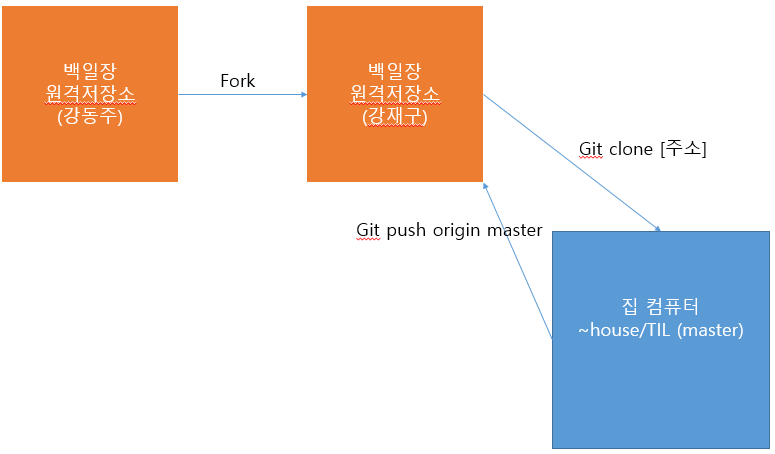 백일장
원격저장소
(강동주)
Fork
백일장
원격저장소
(강재구)
Git clone [주소]
Git push origin master
집 컴퓨터
~house/TIL (master)